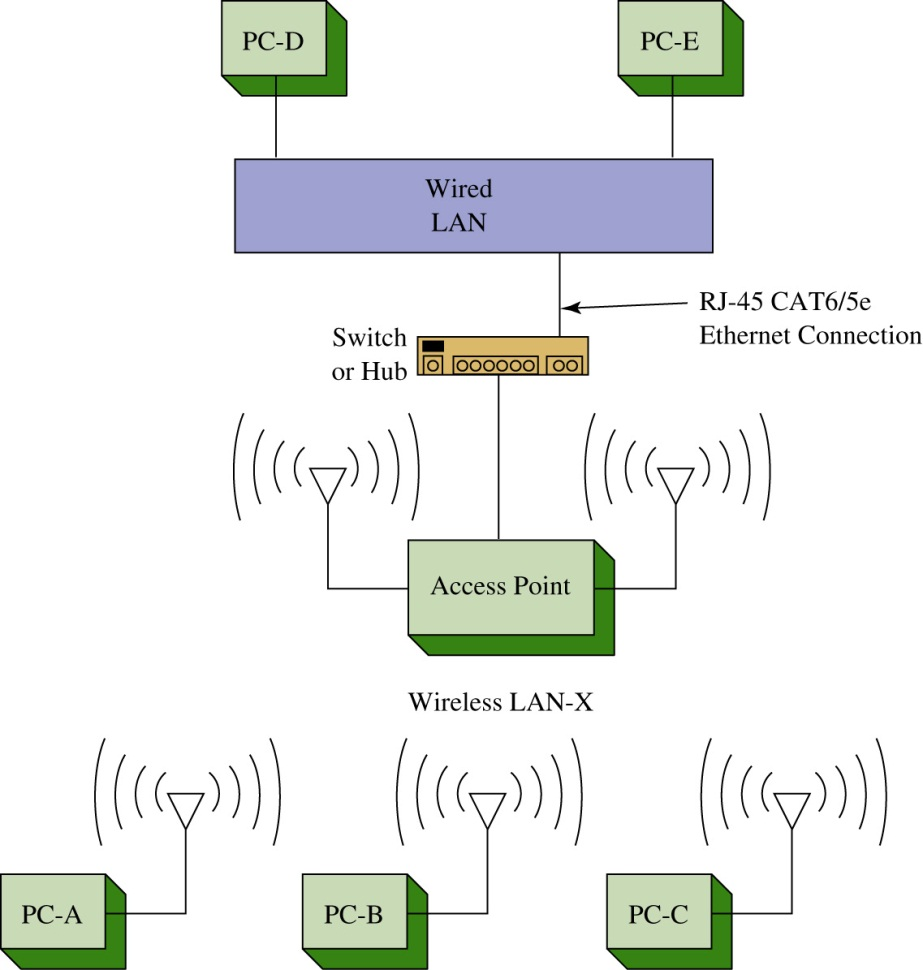 PC-D
PC-E
Wired
LAN
RJ-45 CAT6/5e
Ethernet Connection
Switch
or Hub
Access Point
Wireless LAN-X
PC-A
PC-B
PC-C